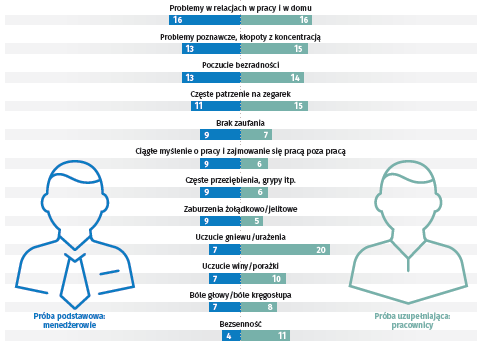 Problemy w relacjach w pracy i w domu
16 16
Problemy poznawcze, kłopoty z koncentracją
13 15
Poczucie bezradności
13 14
Częste patrzenie na zegarek
11 15
Brak zaufania
9 7
Ciągłe myślenie o pracy i zajmowanie się pracą poza pracą
9 6
Częste przeziębienia, grypy itp.
9 6
Zaburzenia żołądkowo/jelitowe
9 5
Uczucie gniewu/urażenia
7 20
Uczucie winy/porażki
7 10
Bóle głowy/bóle kręgosłupa
7 8
Bezsenność
4 11
Próba podstawowa:
menedżerowie
Próba uzupełniająca:
pracownicy